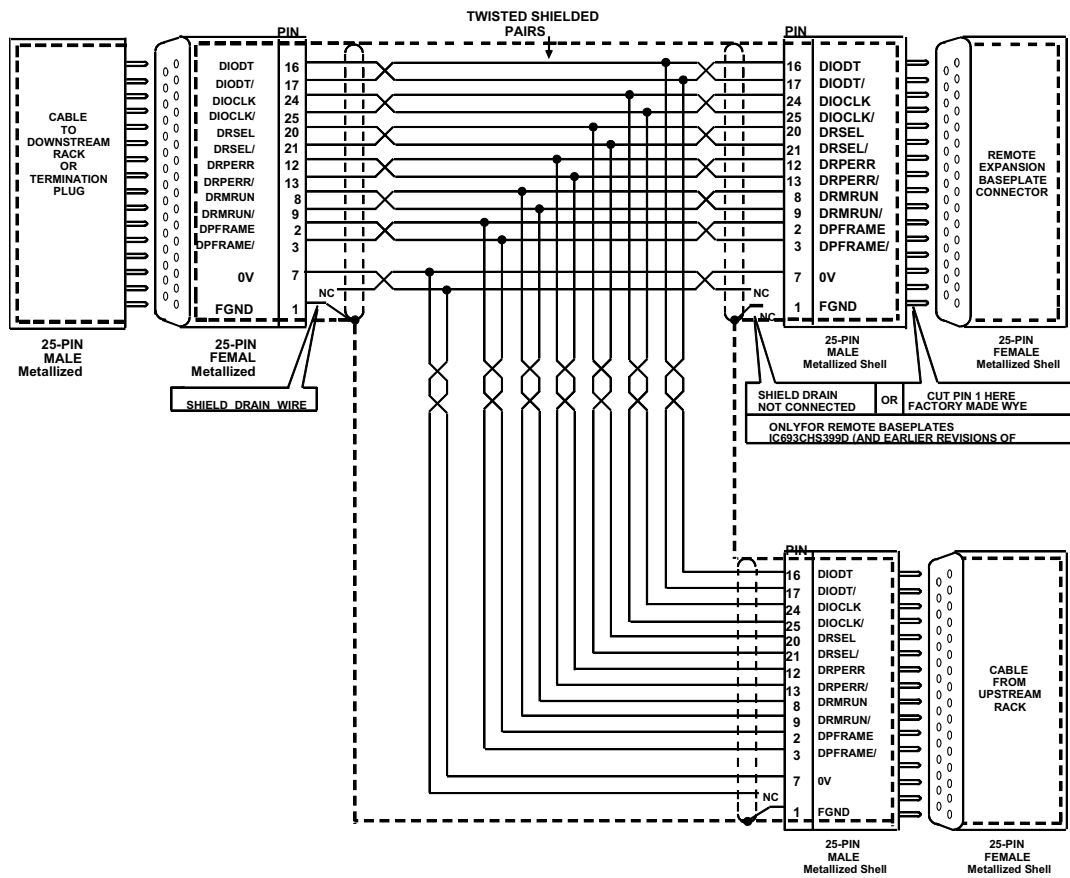 TWISTED SHIELDED
PAIRS
PIN
PIN
CABLE
TO
DOWNSTREAM
RACK
OR
TERMINATION
PLUG
DIODT 16
DIODT/ 17
DIOCLK 24
DIOCLK/ 25
DRSEL 20
DRSEL/ 21
DRPERR 12
DRPERR/ 13
DRMRUN 8
DRMRUN/ 9
DPFRAME 2
DPFRAME/ 3
0V 7
NC
FGND 1
16 DIODT
17 DIODT/
24 DIOCLK
25 DIOCLK/
20 DRSEL
21 DRSEL/
12 DRPERR
13 DRPERR/
8 DRMRUN
9 DRMRUN/
2 DPFRAME
3 DPFRAME/
7 0V
NC
1 FGND
NC
REMOTE
EXPANSION
BASEPLATE
CONNECTOR
25-PIN
MALE
Metallized
25-PIN
FEMAL
Metallized
25-PIN
MALE
Metallized Shell
25-PIN
FEMALE
Metallized Shell
SHIELD DRAIN WIRE
SHIELD DRAIN
NOT CONNECTED
OR
CUT PIN 1 HERE
FACTORY MADE WYE
ONLYFOR REMOTE BASEPLATES
IC693CHS399D (AND EARLIER REVISIONS OF
PIN
16 DIODT
17 DIODT/
24 DIOCLK
25 DIOCLK/
20 DRSEL
21 DRSEL/
12 DRPERR
13 DRPERR/
8 DRMRUN
9 DRMRUN/
2 DPFRAME
3 DPFRAME/
7 0V
NC
1 FGND
CABLE
FROM
UPSTREAM
RACK
25-PIN
MALE
Metallized Shell
25-PIN
FEMALE
Metallized Shell